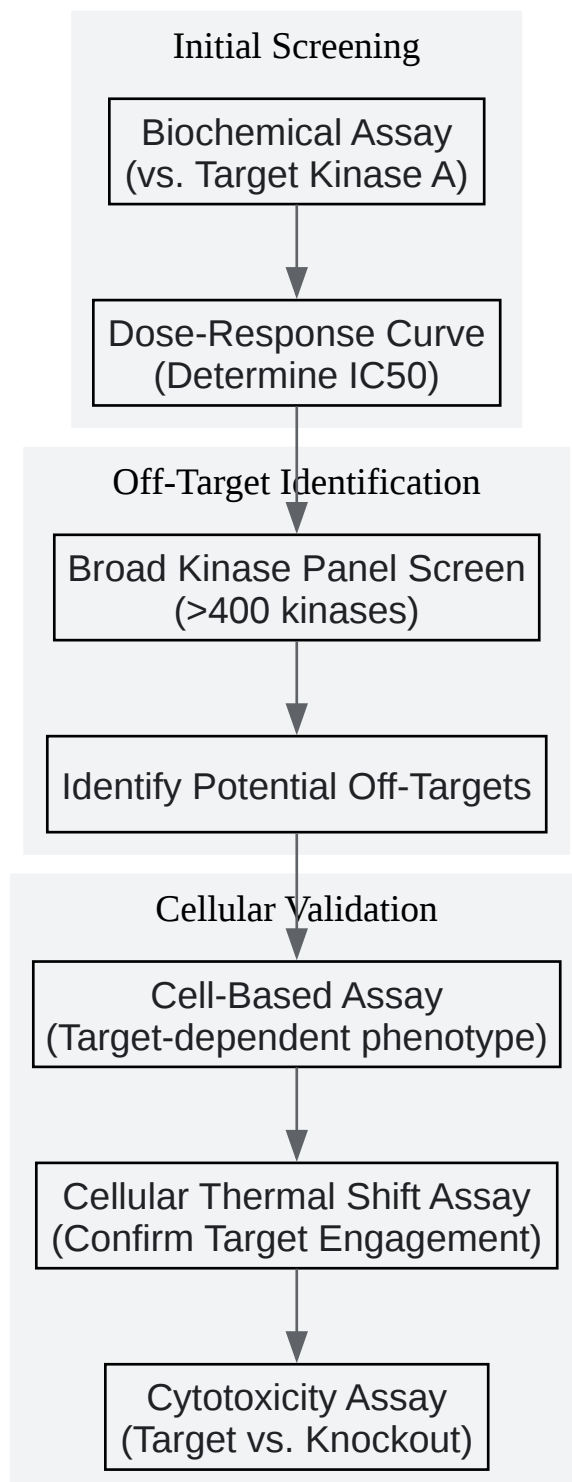 Initial Screening
Biochemical Assay
(vs. Target Kinase A)
Dose-Response Curve
(Determine IC50)
Off-Target Identification
Broad Kinase Panel Screen
(>400 kinases)
Identify Potential Off-Targets
Cellular Validation
Cell-Based Assay
(Target-dependent phenotype)
Cellular Thermal Shift Assay
(Confirm Target Engagement)
Cytotoxicity Assay
(Target vs. Knockout)